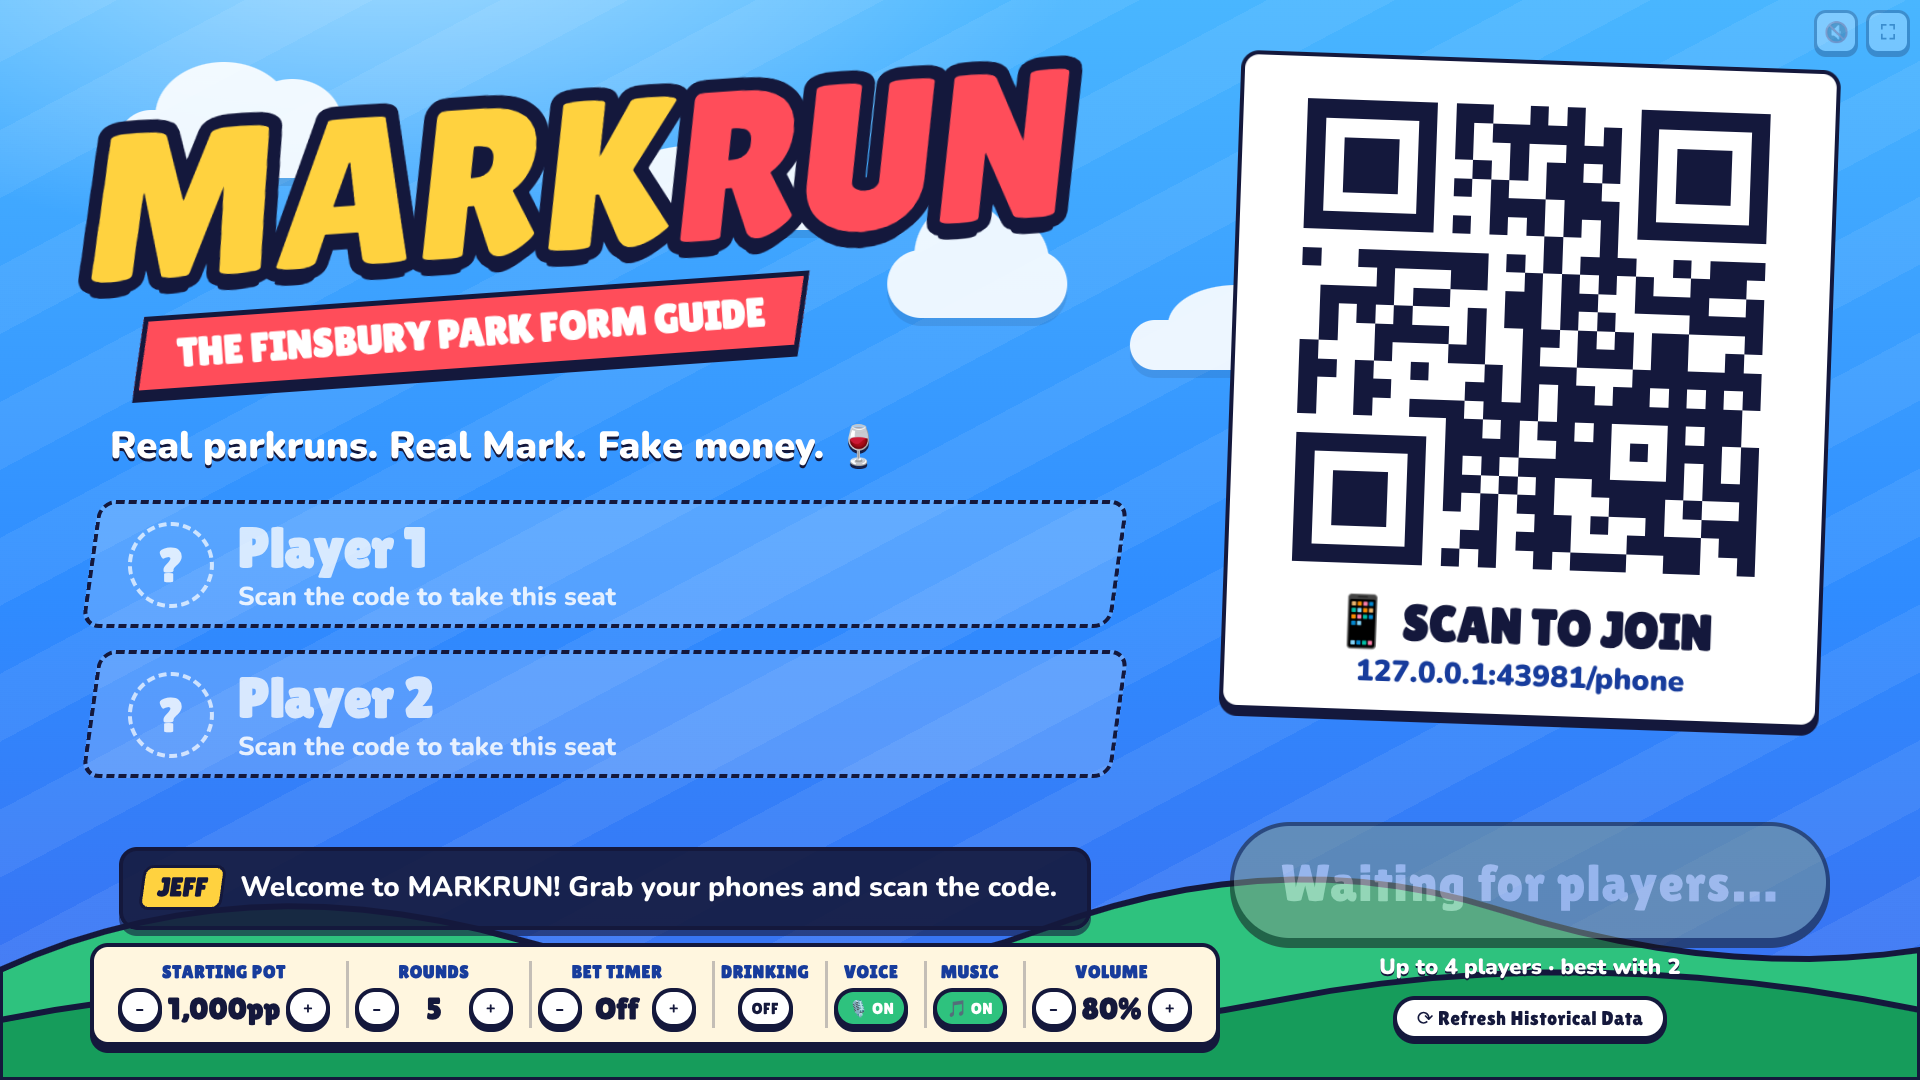 MARKRUN
THE FINSBURY PARK FORM GUIDE
Real parkruns. Real Mark. Fake money.
?
Player 1
Scan the code to take this seat
?
Player 2
Scan the code to take this seat
SCAN TO JOIN
127.0.0.1:43981/phone
JEFF Welcome to MARKRUN! Grab your phones and scan the code.
Waiting for players...
Up to 4 players · best with 2
⟳ Refresh Historical Data
STARTING POT ROUNDS BET TIMER DRINKING VOICE MUSIC VOLUME
- 1,000pp + - 5 + - Off + OFF ON ON - 80% +